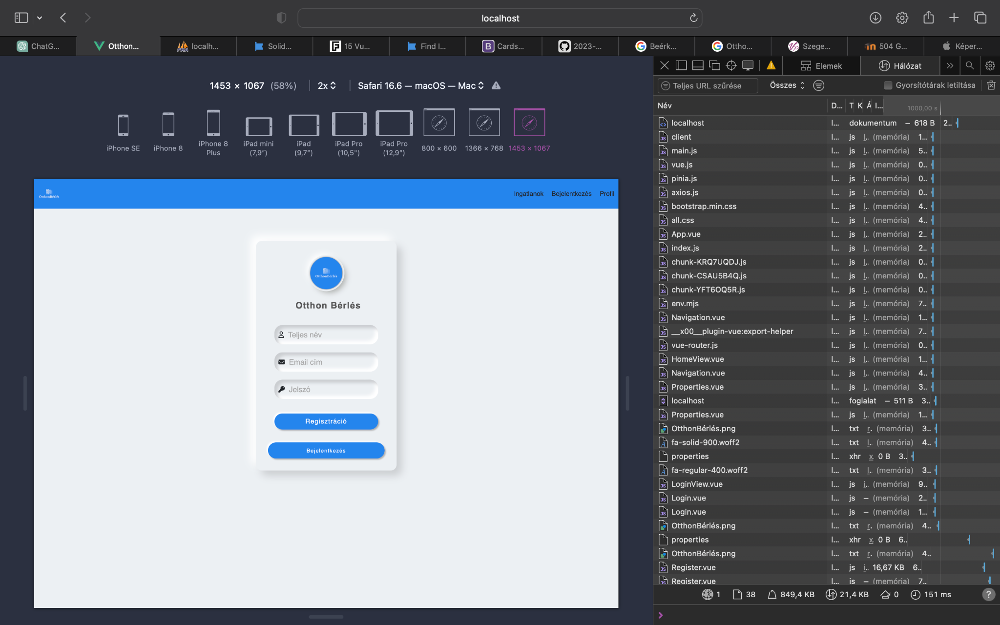 localhost
ChatG...
Otthon...
localh...
Solid...
15 Vu...
Find I...
Cards...
2023-...
Beérk...
Ottho...
Szege...
504 G...
Képer...
Elemek
Hálózat
1453 × 1067 (58%)
2x
Safari 16.6 — macOS — Mac
Teljes URL szűrése
Összes
Gyorsítótárak letiltása
iPhone SE
iPhone 8
iPhone 8 Plus
iPad mini (7,9″)
iPad (9,7″)
iPad Pro (10,5″)
iPad Pro (12,9″)
800 × 600
1366 × 768
1453 × 1067
OtthonBérlés
Ingatlanok
Bejelentkezés
Profil
OtthonBérlés
Otthon Bérlés
Teljes név
Email cím
Jelszó
Regisztráció
Bejelentkezés
Név D... T K Á I... 1000,00 s
localhost l... dokumentum – 618 B 2..
client l... js l.. (memória) 1...
main.js l... js l.. (memória) 5..
vue.js l... js l.. (memória) 0..
pinia.js l... js l.. (memória) 0..
axios.js l... js l.. (memória) 0..
bootstrap.min.css l... js l.. (memória) 4..
all.css l... js l.. (memória) 4..
App.vue l... js l.. (memória) 2..
index.js l... js l.. (memória) 2..
chunk-KRQ7UQDJ.js l... js l.. (memória) 0..
chunk-CSAU5B4Q.js l... js l.. (memória) 0..
chunk-YFT6OQ5R.js l... js l.. (memória) 0..
env.mjs l... js l.. (memória) 7..
Navigation.vue l... js l.. (memória) 1...
__x00__plugin-vue:export-helper l... js l.. (memória) 7..
vue-router.js l... js l.. (memória) 0..
HomeView.vue l... js l.. (memória) 1...
Navigation.vue l... js l.. (memória) 4..
Properties.vue l... js l.. (memória) 3..
localhost l... foglalat – 511 B 3..
Properties.vue l... js l.. (memória) 1...
OtthonBérlés.png l... txt r. (memória) 3..
fa-solid-900.woff2 l... txt l.. (memória) 4..
properties l... xhr x. 0 B 3..
fa-regular-400.woff2 l... txt l.. (memória) 3..
LoginView.vue l... js i.. (memória) 9..
Login.vue l... js – (memória) 2..
Login.vue l... js – (memória) 1...
OtthonBérlés.png l... txt r. (memória) 4..
properties l... xhr x. 0 B 6..
OtthonBérlés.png l... txt r. (memória) 4..
Register.vue l... js i.. 16,67 KB 6..
Register.vue l... js – (memória) 7..
1 38 849,4 KB 21,4 KB 0 151 ms